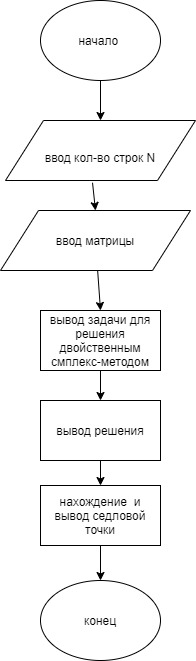 начало
ввод кол-во строк N
ввод матрицы
вывод задачи для
решения
двойственным
смплекс-методом
вывод решения
нахождение и
вывод седловой
точки
конец